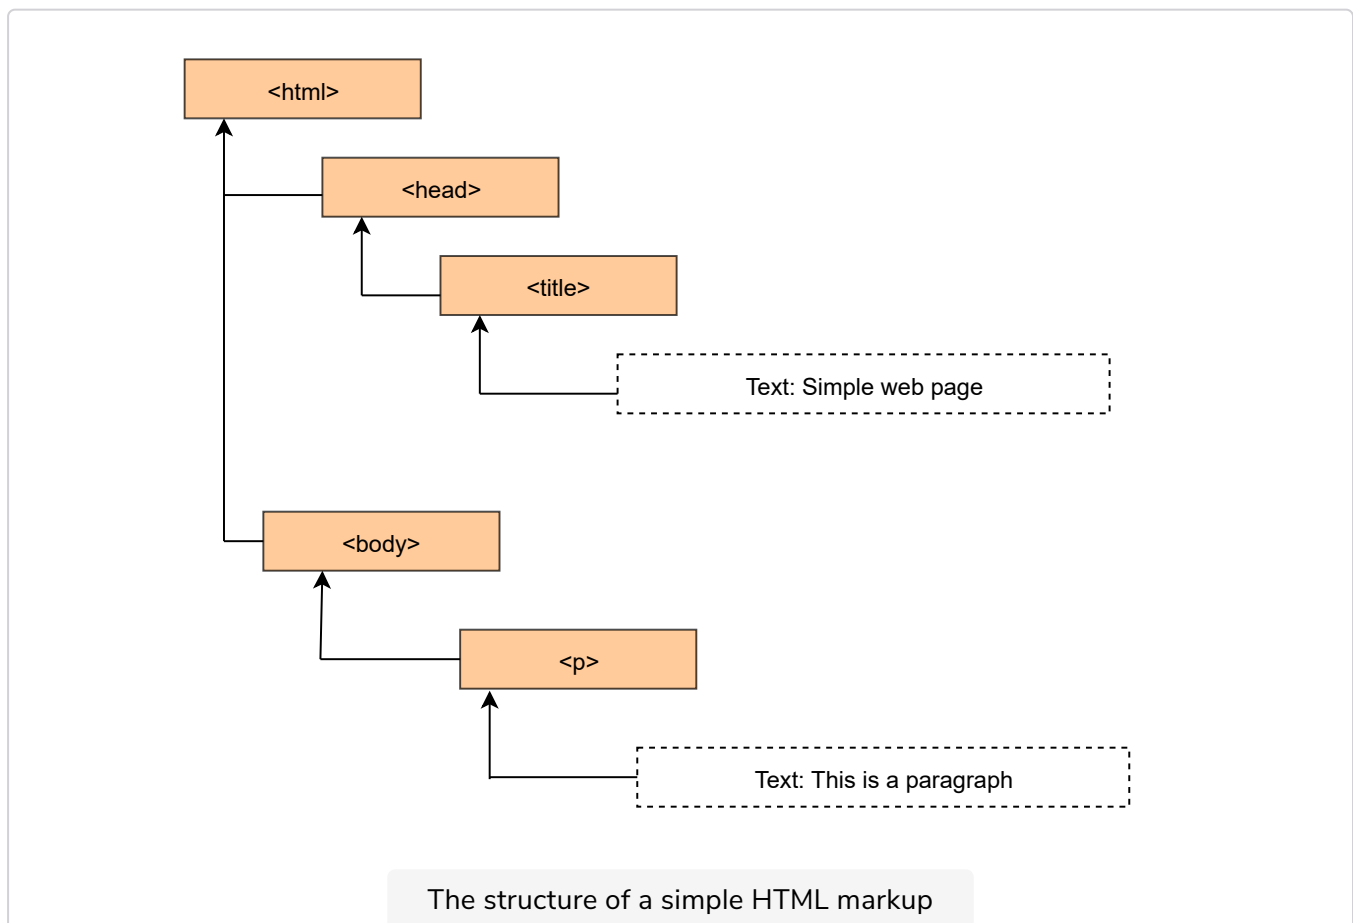 <html>
<head>
<title>
Text: Simple web page
<body>
<p>
Text: This is a paragraph
The structure of a simple HTML markup